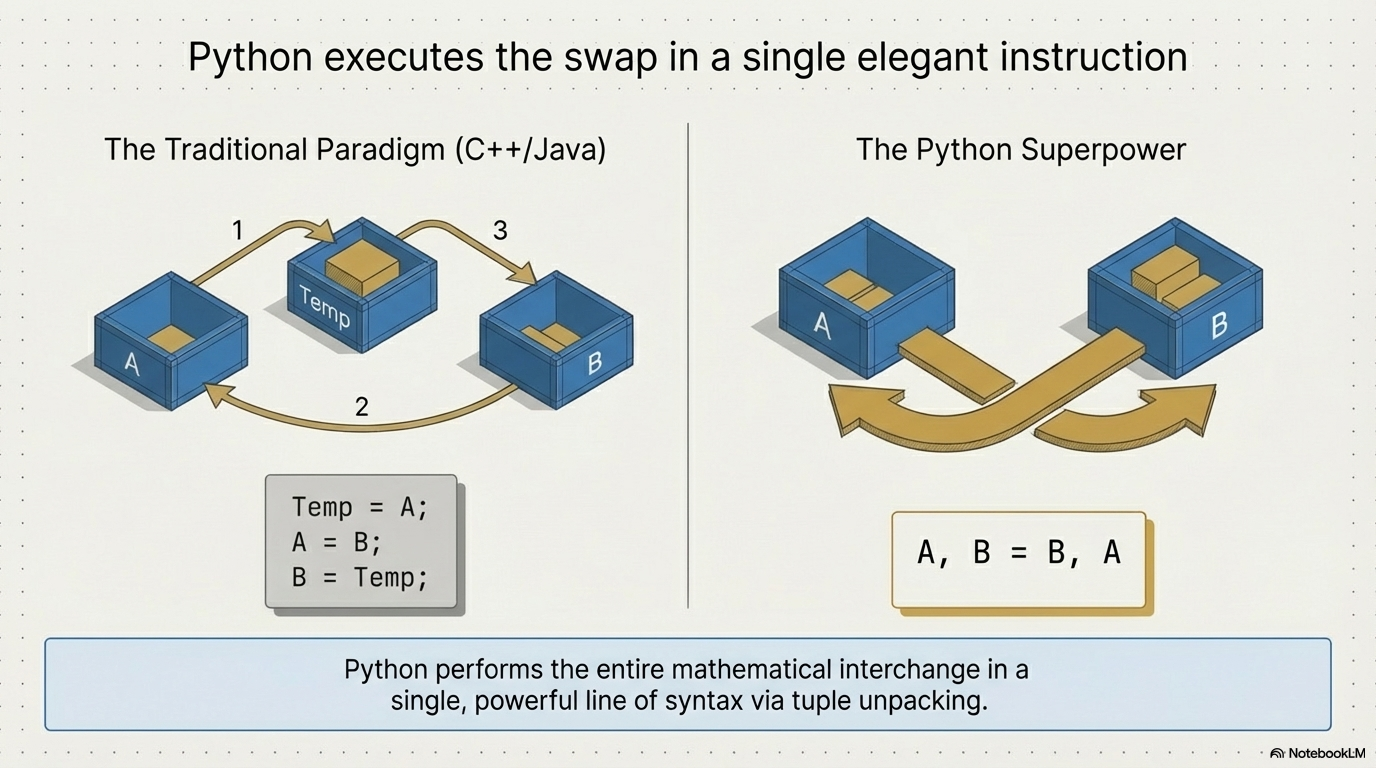 Python executes the swap in a single elegant instruction
The Traditional Paradigm (C++/Java)
1
3
Temp
A
B
2
Temp = A;
A = B;
B = Temp;
The Python Superpower
A
B
A, B = B, A
Python performs the entire mathematical interchange in a
single, powerful line of syntax via tuple unpacking.
NotebookLM